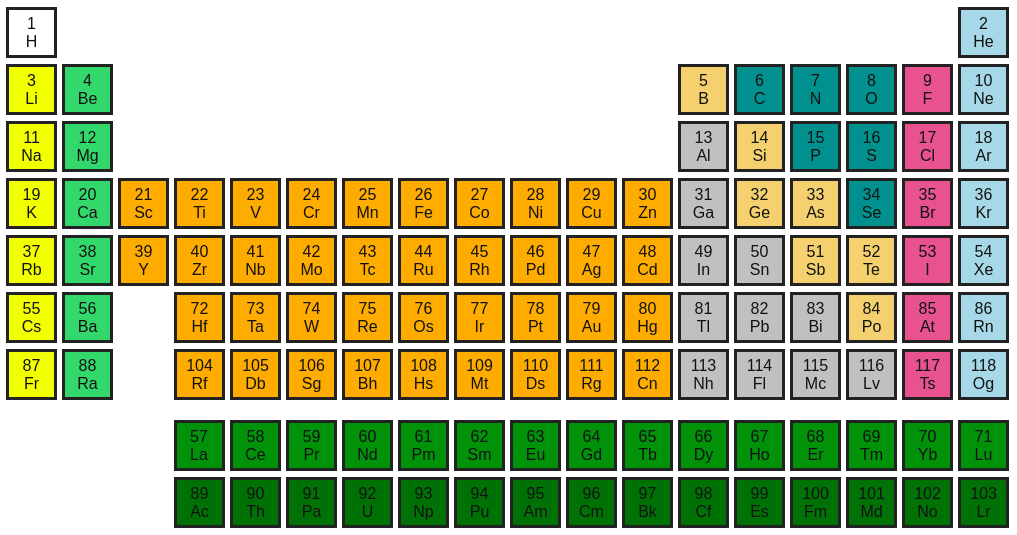 1 2
H He
3 4 5 6 7 8 9 10
Li Be B C N O F Ne
11 12 13 14 15 16 17 18
Na Mg Al Si P S Cl Ar
19 20 21 22 23 24 25 26 27 28 29 30 31 32 33 34 35 36
K Ca Sc Ti V Cr Mn Fe Co Ni Cu Zn Ga Ge As Se Br Kr
37 38 39 40 41 42 43 44 45 46 47 48 49 50 51 52 53 54
Rb Sr Y Zr Nb Mo Tc Ru Rh Pd Ag Cd In Sn Sb Te I Xe
55 56 72 73 74 75 76 77 78 79 80 81 82 83 84 85 86
Cs Ba Hf Ta W Re Os Ir Pt Au Hg Tl Pb Bi Po At Rn
87 88 104 105 106 107 108 109 110 111 112 113 114 115 116 117 118
Fr Ra Rf Db Sg Bh Hs Mt Ds Rg Cn Nh Fl Mc Lv Ts Og
57 58 59 60 61 62 63 64 65 66 67 68 69 70 71
La Ce Pr Nd Pm Sm Eu Gd Tb Dy Ho Er Tm Yb Lu
89 90 91 92 93 94 95 96 97 98 99 100 101 102 103
Ac Th Pa U Np Pu Am Cm Bk Cf Es Fm Md No Lr